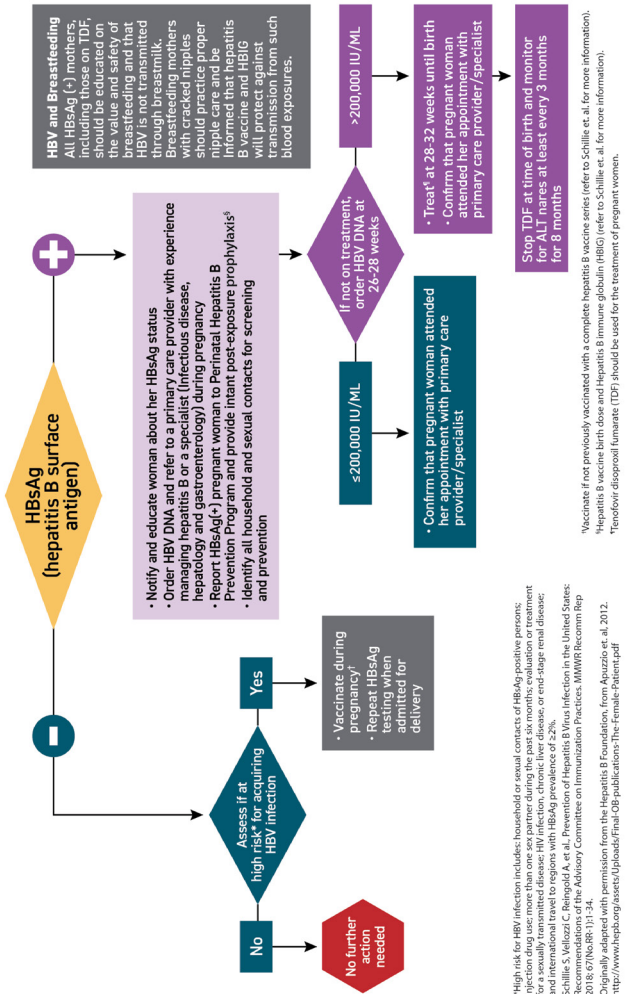 HBsAg
(hepatitis B surface
antigen)
Assess if at
high risk* for acquiring
HBV infection
No
Yes
No further
action
needed
• Vaccinate during
pregnancy†
• Repeat HBsAg
testing when
admitted for
delivery
• Notify and educate woman about her HBsAg status
• Order HBV DNA and refer to a primary care provider with experience
managing hepatitis B or a specialist (Infectious disease,
hepatology and gastroenterology) during pregnancy
• Report HBsAg(+) pregnant woman to Perinatal Hepatitis B
Prevention Program and provide intant post-exposure prophylaxis§
• Identify all household and sexual contacts for screening
and prevention
HBV and Breastfeeding
All HBsAg (+) mothers,
including those on TDF,
should be educated on
the value and safety of
breastfeeding and that
HBV is not transmitted
through breastmilk.
Breastfeeding mothers
with cracked nipples
should practice proper
nipple care and be
Informed that hepatitis
B vaccine and HBIG
will protect against
transmission from such
blood exposures.
If not on treatment,
order HBV DNA at
26-28 weeks
≤200,000 IU/ML
>200,000 IU/ML
• Confirm that pregnant woman attended
her appointment with primary care
provider/specialist
• Treat¶ at 28-32 weeks until birth
• Confirm that pregnant woman
attended her appointment with
primary care provider/specialist
Stop TDF at time of birth and monitor
for ALT nares at least every 3 months
for 8 months
*High risk for HBV infection includes: household or sexual contacts of HBsAg-positive persons;
injection drug use; more than one sex partner during the past six months; evaluation or treatment
for a sexually transmitted disease; HIV infection, chronic liver disease, or end-stage renal disease;
and international travel to regions with HBsAg prevalence of ≥2%.
Schillie S, Vellozzi C, Reingold A, et al., Prevention of Hepatitis B Virus Infection in the United States:
Recommendations of the Advisory Committee on Immunization Practices. MMWR Recomm Rep
2018; 67(No.RR-1):1-34.
Originally adapted with permission from the Hepatitis B Foundation, from Apuzzio et. al, 2012.
http://www.hepb.org/assets/Uploads/Final-OB-publications-The-Female-Patient.pdf
†Vaccinate if not previously vaccinated with a complete hepatitis B vaccine series (refer to Schillie et. al. for more information).
§Hepatitis B vaccine birth dose and Hepatitis B immune globulin (HBIG) (refer to Schillie et. al. for more information).
¶Tenofovir disoproxil fumarate (TDF) should be used for the treatment of pregnant women.